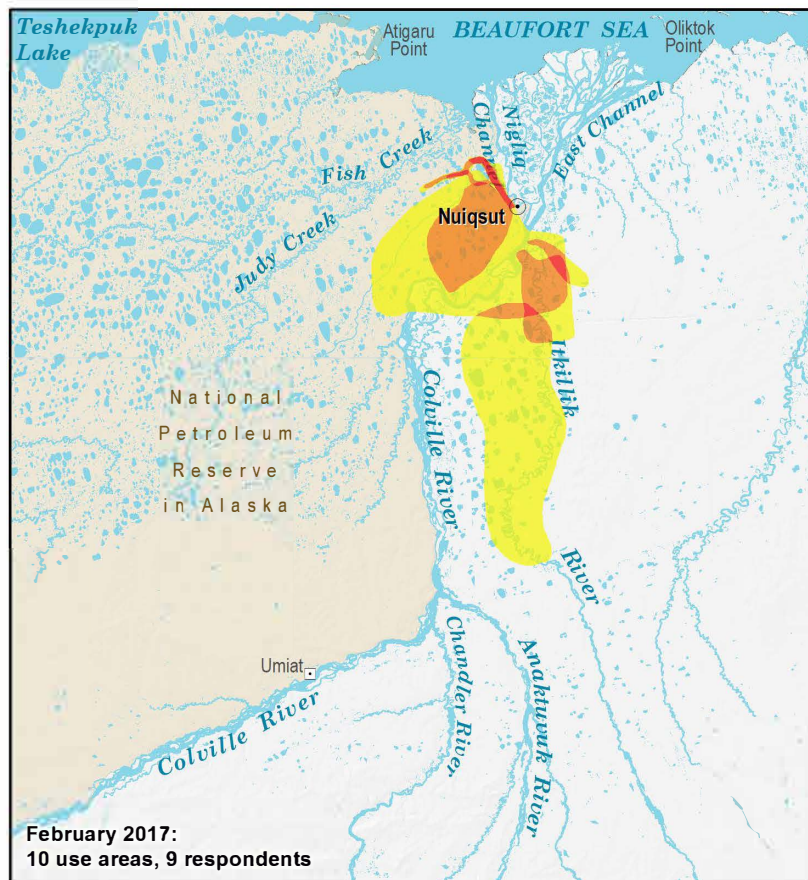 Teshekpuk
Lake
Atigaru
Point
BEAUFORT SEA
Oliktok
Point
Nigliq
Channel
East Channel
Fish Creek
Nuiqsut
Judy Creek
Itkillik
River
Colville River
National
Petroleum
Reserve
in Alaska
Umiat
Chandler River
Anaktuvuk River
Colville River
February 2017:
10 use areas, 9 respondents